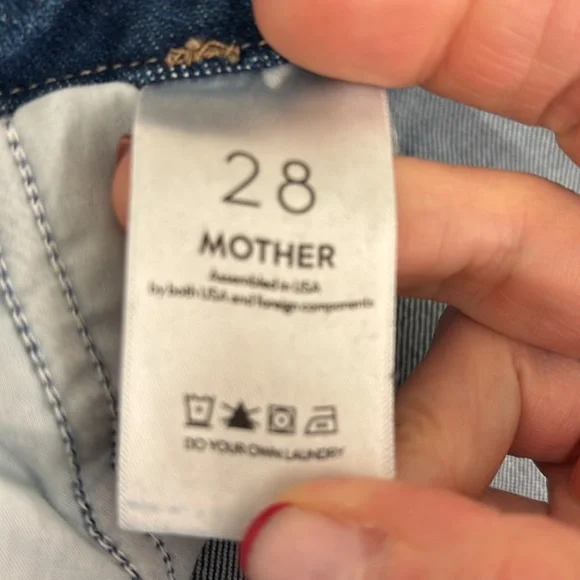 28
MOTHER
Assembled in USA
by both USA and foreign components
DO YOUR OWN LAUNDRY